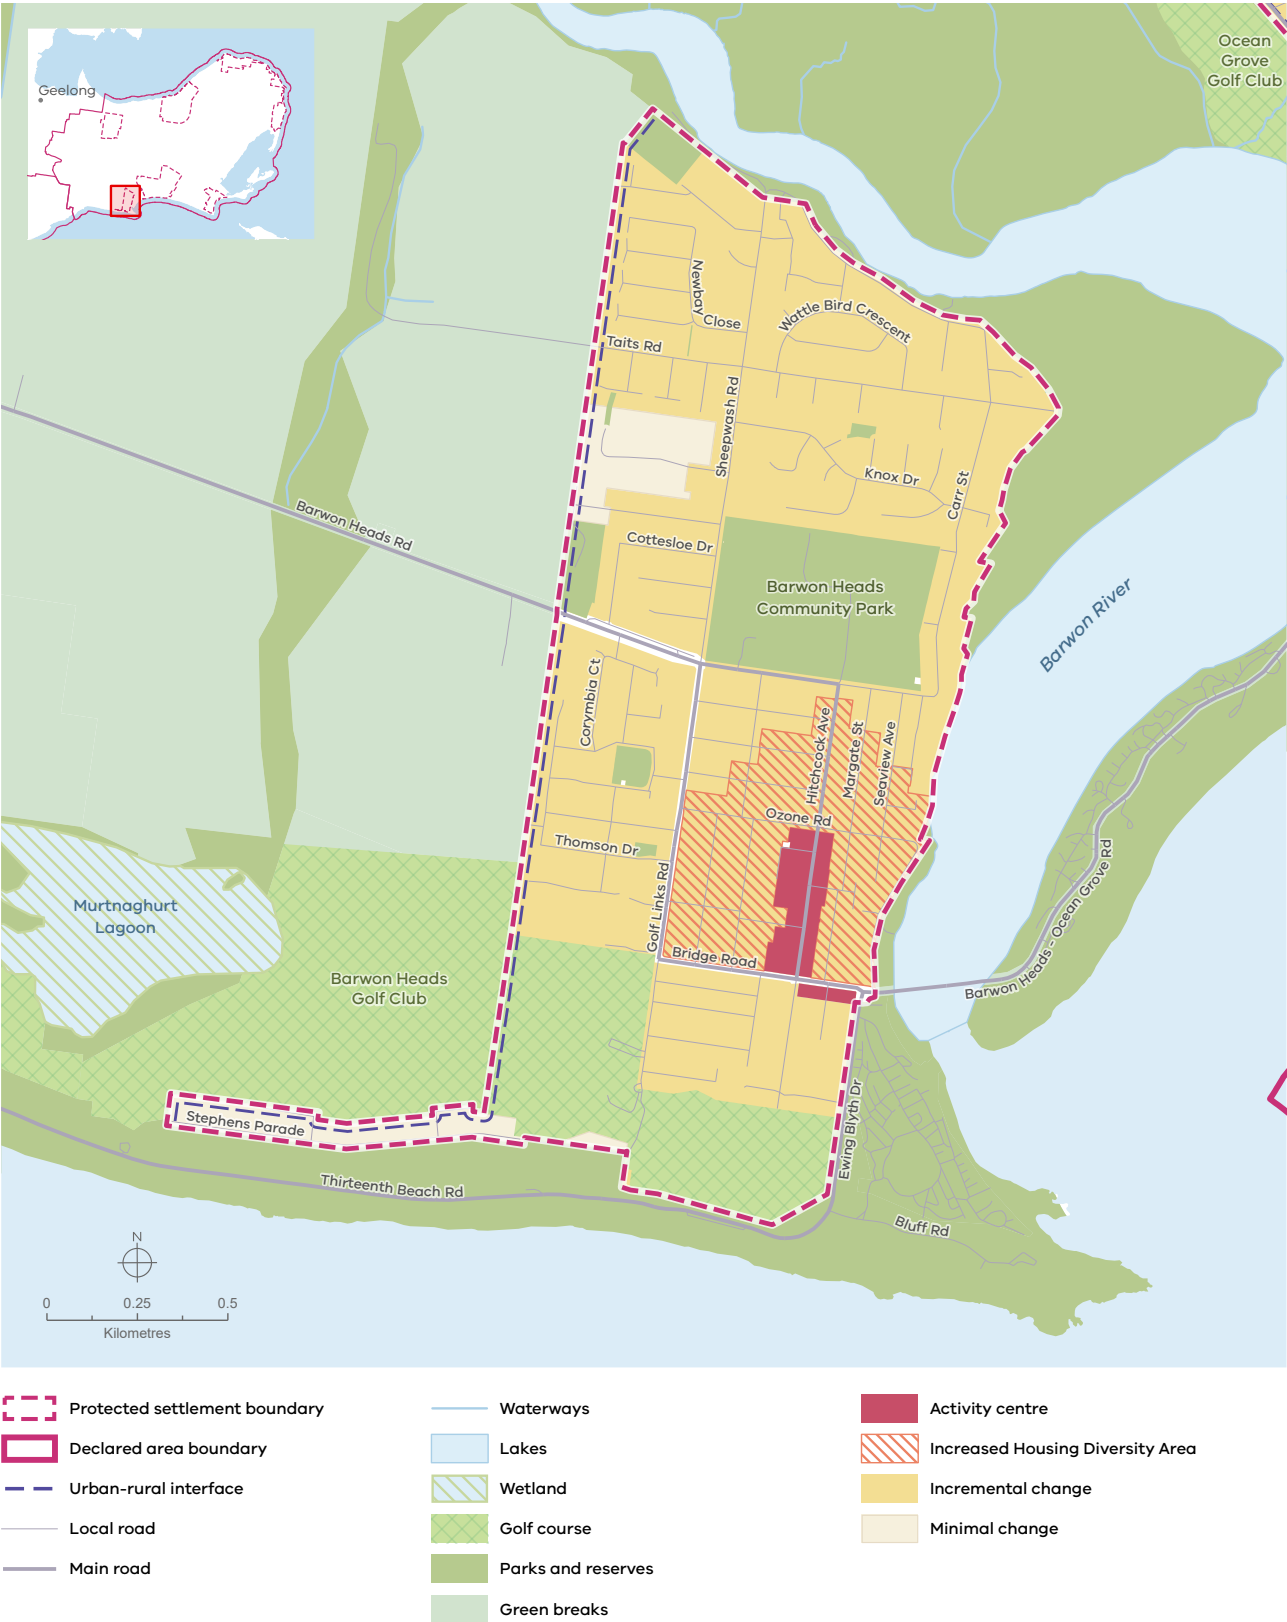 Geelong
Ocean
Grove
Golf Club
Newbay
Close
Wattle Bird Crescent
Taits Rd
Sheepwash Rd
Knox Dr
Carr St
Barwon Heads Rd
Cottesloe Dr
Barwon Heads
Community Park
Barwon River
Corymbia Ct
Hitchcock Ave
Margate St
Seaview Ave
Ozone Rd
Thomson Dr
Golf Links Rd
Bridge Road
Barwon Heads - Ocean Grove Rd
Murtnaghurt
Lagoon
Barwon Heads
Golf Club
Stephens Parade
Ewing Blyth Dr
Thirteenth Beach Rd
Bluff Rd
N
0 0.25 0.5
Kilometres
Protected settlement boundary
Declared area boundary
Urban-rural interface
Local road
Main road
Waterways
Lakes
Wetland
Golf course
Parks and reserves
Green breaks
Activity centre
Increased Housing Diversity Area
Incremental change
Minimal change